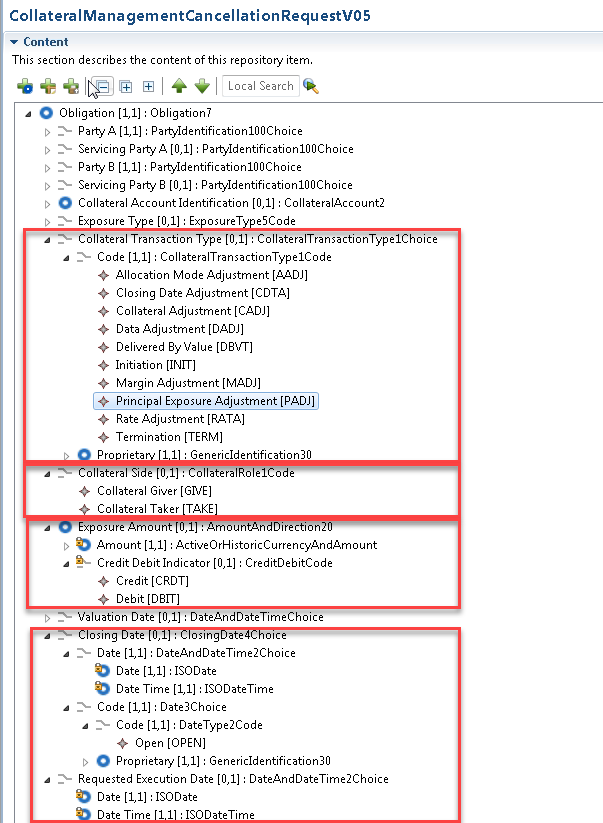 CollateralManagementCancellationRequestV05
Content
This section describes the content of this repository item.
Local Search
Obligation [1,1] : Obligation7
Party A [1,1] : PartyIdentification100Choice
Servicing Party A [0,1] : PartyIdentification100Choice
Party B [1,1] : PartyIdentification100Choice
Servicing Party B [0,1] : PartyIdentification100Choice
Collateral Account Identification [0,1] : CollateralAccount2
Exposure Type [0,1] : ExposureType5Code
Collateral Transaction Type [0,1] : CollateralTransactionType1Choice
Code [1,1] : CollateralTransactionType1Code
Allocation Mode Adjustment [AADJ]
Closing Date Adjustment [CDTA]
Collateral Adjustment [CADJ]
Data Adjustment [DADJ]
Delivered By Value [DBVT]
Initiation [INIT]
Margin Adjustment [MADJ]
Principal Exposure Adjustment [PADJ]
Rate Adjustment [RATA]
Termination [TERM]
Proprietary [1,1] : GenericIdentification30
Collateral Side [0,1] : CollateralRole1Code
Collateral Giver [GIVE]
Collateral Taker [TAKE]
Exposure Amount [0,1] : AmountAndDirection20
Amount [1,1] : ActiveOrHistoricCurrencyAndAmount
Credit Debit Indicator [0,1] : CreditDebitCode
Credit [CRDT]
Debit [DBIT]
Valuation Date [0,1] : DateAndDateTimeChoice
Closing Date [0,1] : ClosingDate4Choice
Date [1,1] : DateAndDateTime2Choice
Date [1,1] : ISODate
Date Time [1,1] : ISODateTime
Code [1,1] : Date3Choice
Code [1,1] : DateType2Code
Open [OPEN]
Proprietary [1,1] : GenericIdentification30
Requested Execution Date [0,1] : DateAndDateTime2Choice
Date [1,1] : ISODate
Date Time [1,1] : ISODateTime